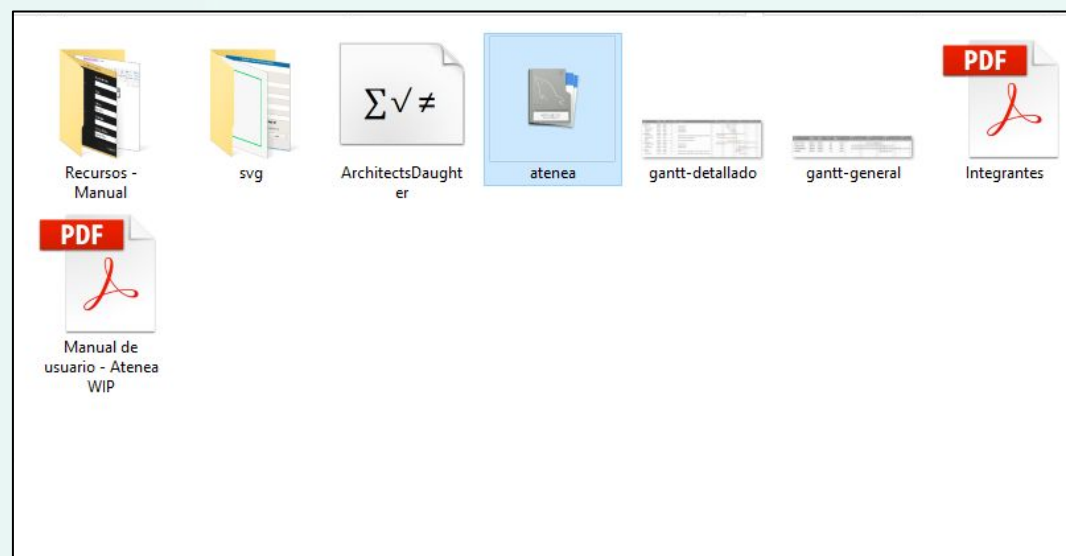 Recursos -
Manual
svg
Σ√ ≠
ArchitectsDaught
er
atenea
gantt-detallado
gantt-general
PDF
Integrantes
PDF
Manual de
usuario - Atenea
WIP